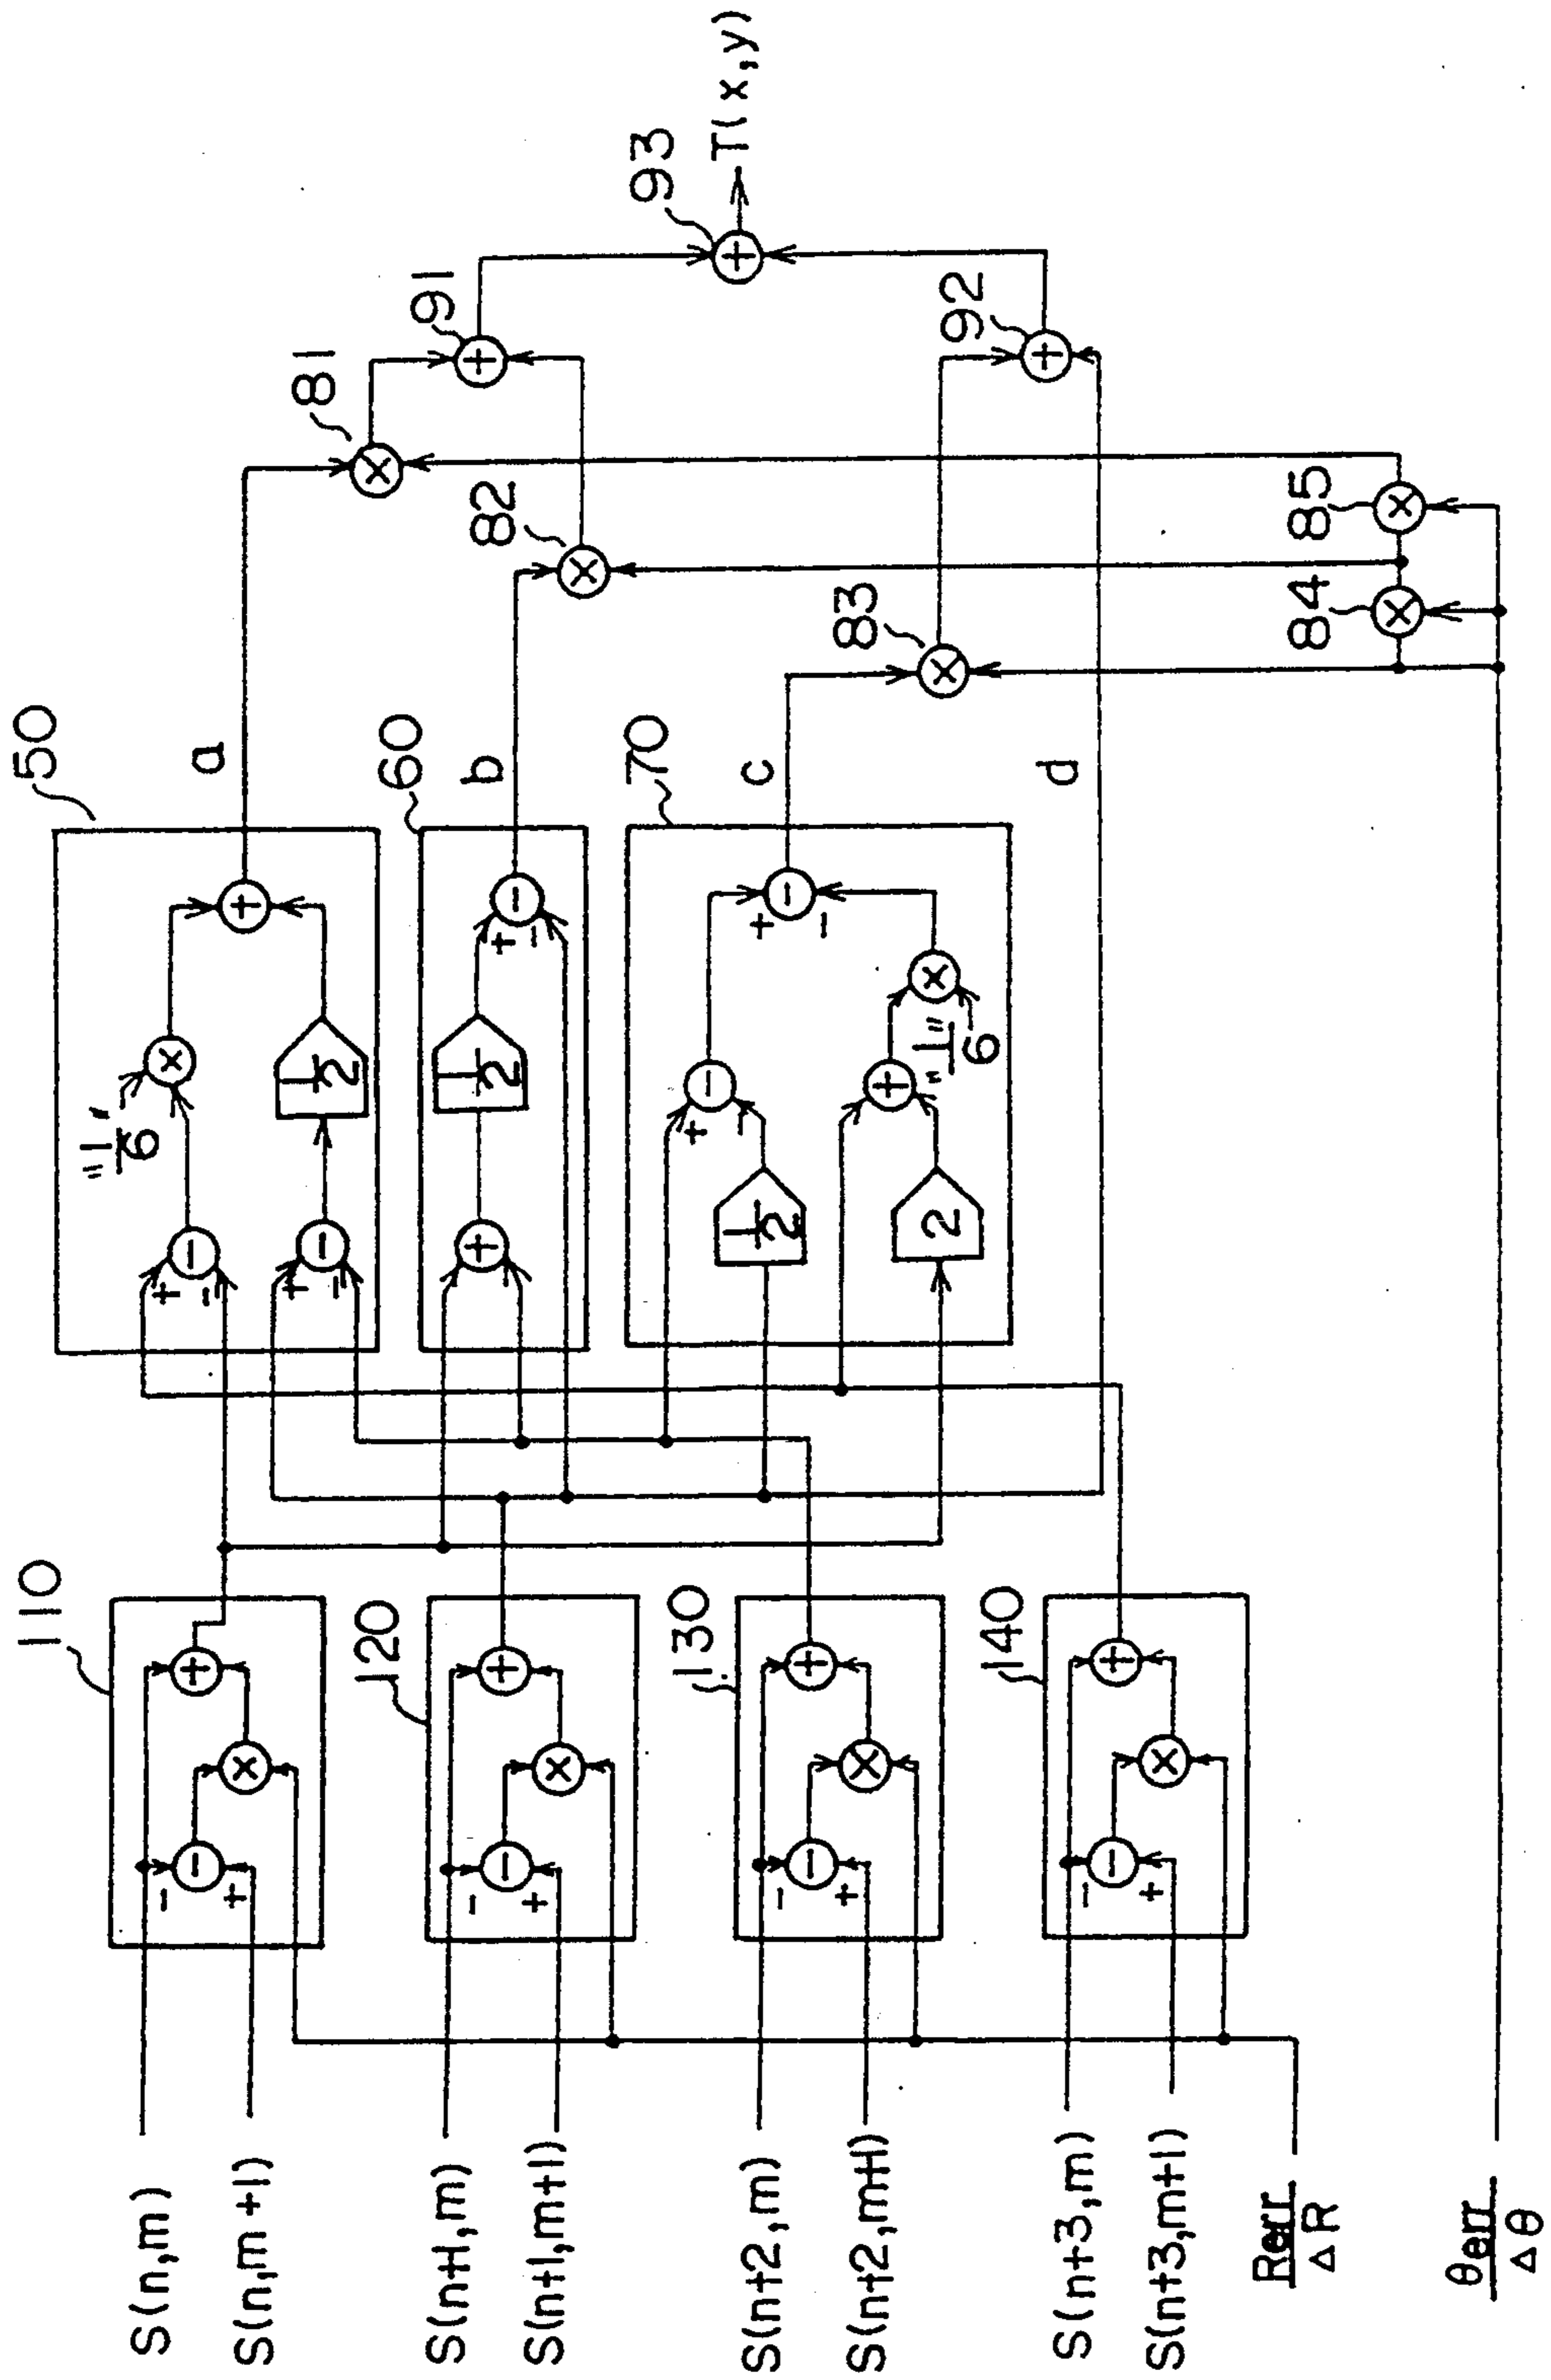 S(n,m)
S(n,m+1)
S(n+1,m)
S(n+1,m+1)
S(n+2,m)
S(n+2,m+1)
S(n+3,m)
S(n+3,m+1)
Rerr
ΔR
θerr
Δθ
110
- + × - +
120
- + × - +
130
- + × - +
140
- + × - +
50
+ - -
"1/6"
×
+ - -
1/2
+
a
60
+
1/2
+ - -
b
70
1/2
+ - -
2
+
"1/6"
×
+ - -
c
d
81
×
82
×
83
×
84
×
85
×
91
+
92
+
93
+
T(x,y)